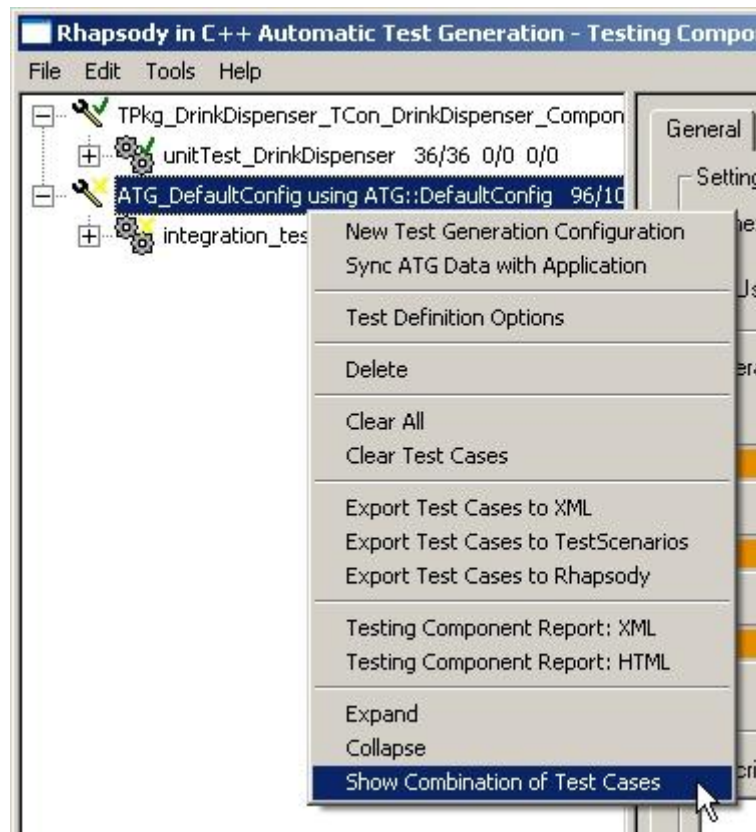 Rhapsody in C++ Automatic Test Generation - Testing
File Edit Tools Help
TPkg_DrinkDispenser_TCon_DrinkDispenser_Compon
General
unitTest_DrinkDispenser 36/36 0/0 0/0
ATG_DefaultConfig using ATG::DefaultConfig 96/10
New Test Generation Configuration
Sync ATG Data with Application
Test Definition Options
Delete
Clear All
Clear Test Cases
Export Test Cases to XML
Export Test Cases to TestScenarios
Export Test Cases to Rhapsody
Testing Component Report: XML
Testing Component Report: HTML
Expand
Collapse
Show Combination of Test Cases